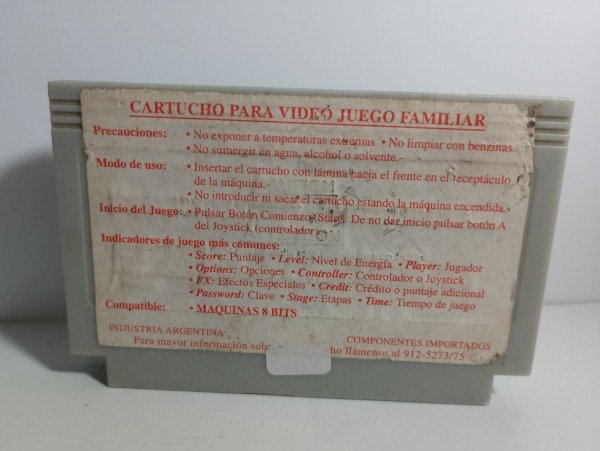 CARTUCHO PARA VIDEO JUEGO FAMILIAR
Precauciones: • No exponer a temperaturas extremas • No limpiar con benzinas.
• No sumergir en agua, alcohol o solvente.-
Modo de uso: • Insertar el cartucho con lámina hacia el frente en el receptáculo
de la máquina.-
• No introducir ni sacar el cartucho estando la máquina encendida.-
Inicio del Juego: • Pulsar Botón Comienzo( Start). De no dar inicio pulsar botón A
del Joystick (controlador).-
Indicadores de juego más comunes:
• Score: Puntaje • Level: Nivel de Energía • Player: Jugador
• Options: Opciones • Controller: Controlador o Joystick
• FX: Efectos Especiales • Credit: Crédito o puntaje adicional
• Password: Clave • Stage: Etapas • Time: Tiempo de juego
Compatible: • MAQUINAS 8 BITS
INDUSTRIA ARGENTINA COMPONENTES IMPORTADOS
Para mayor información llámenos al 912-5273/75